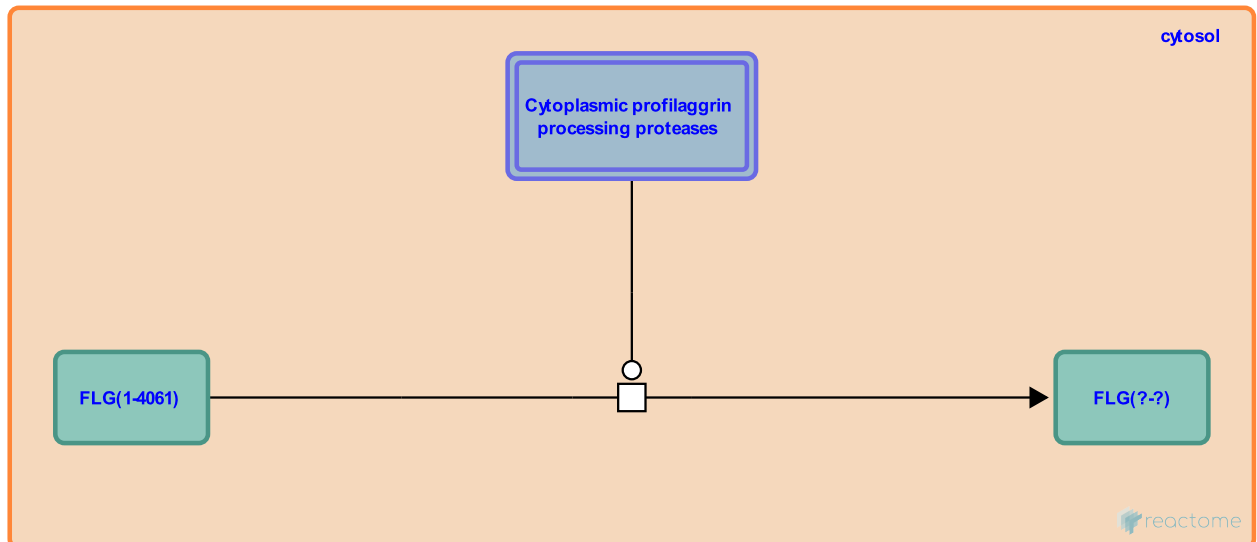 cytosol
Cytoplasmic profilaggrin
processing proteases
FLG(1-4061)
FLG(?-?)
reactome